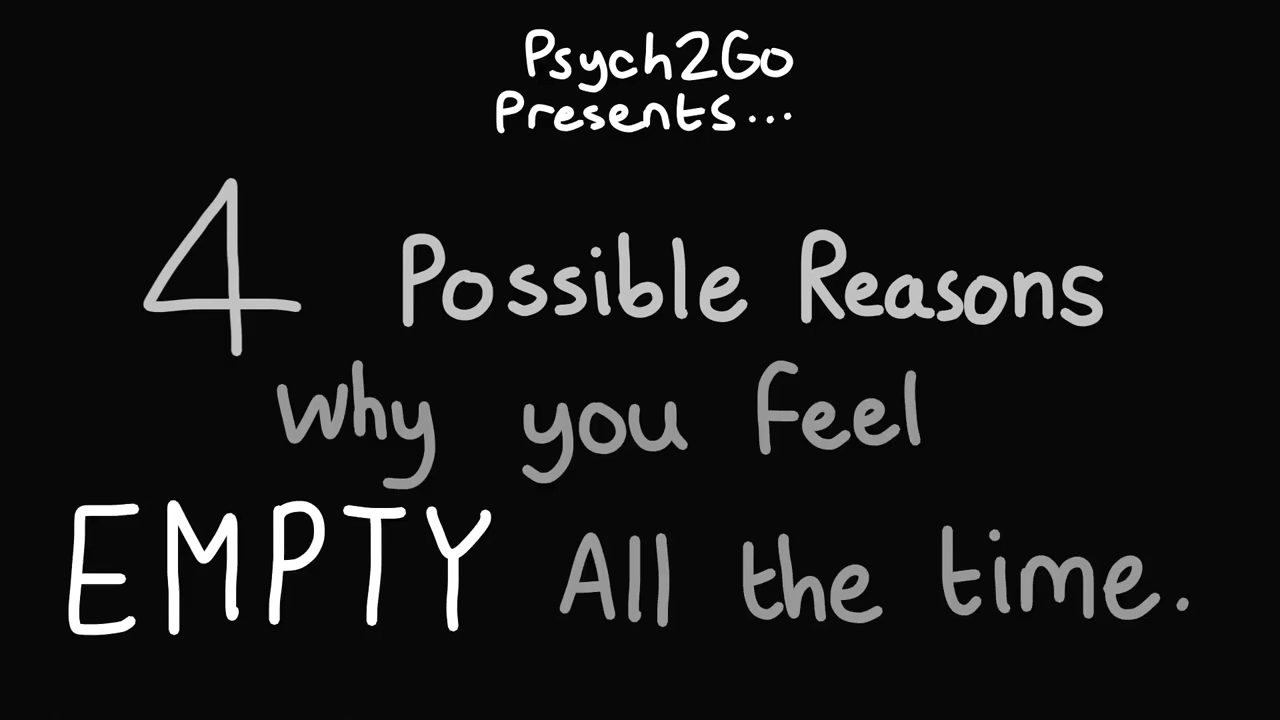 Psych2Go
Presents...
4 Possible Reasons
why you feel
EMPTY All the time.